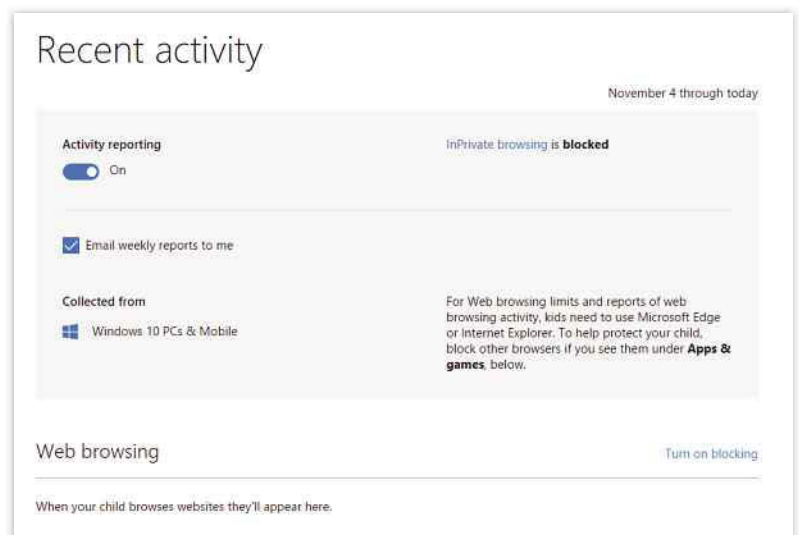 Recent activity
November 4 through today
Activity reporting
InPrivate browsing is blocked
On
Email weekly reports to me
Collected from
Windows 10 PCs & Mobile
For Web browsing limits and reports of web
browsing activity, kids need to use Microsoft Edge
or Internet Explorer. To help protect your child,
block other browsers if you see them under Apps &
games, below.
Web browsing
Turn on blocking
When your child browses websites they'll appear here.